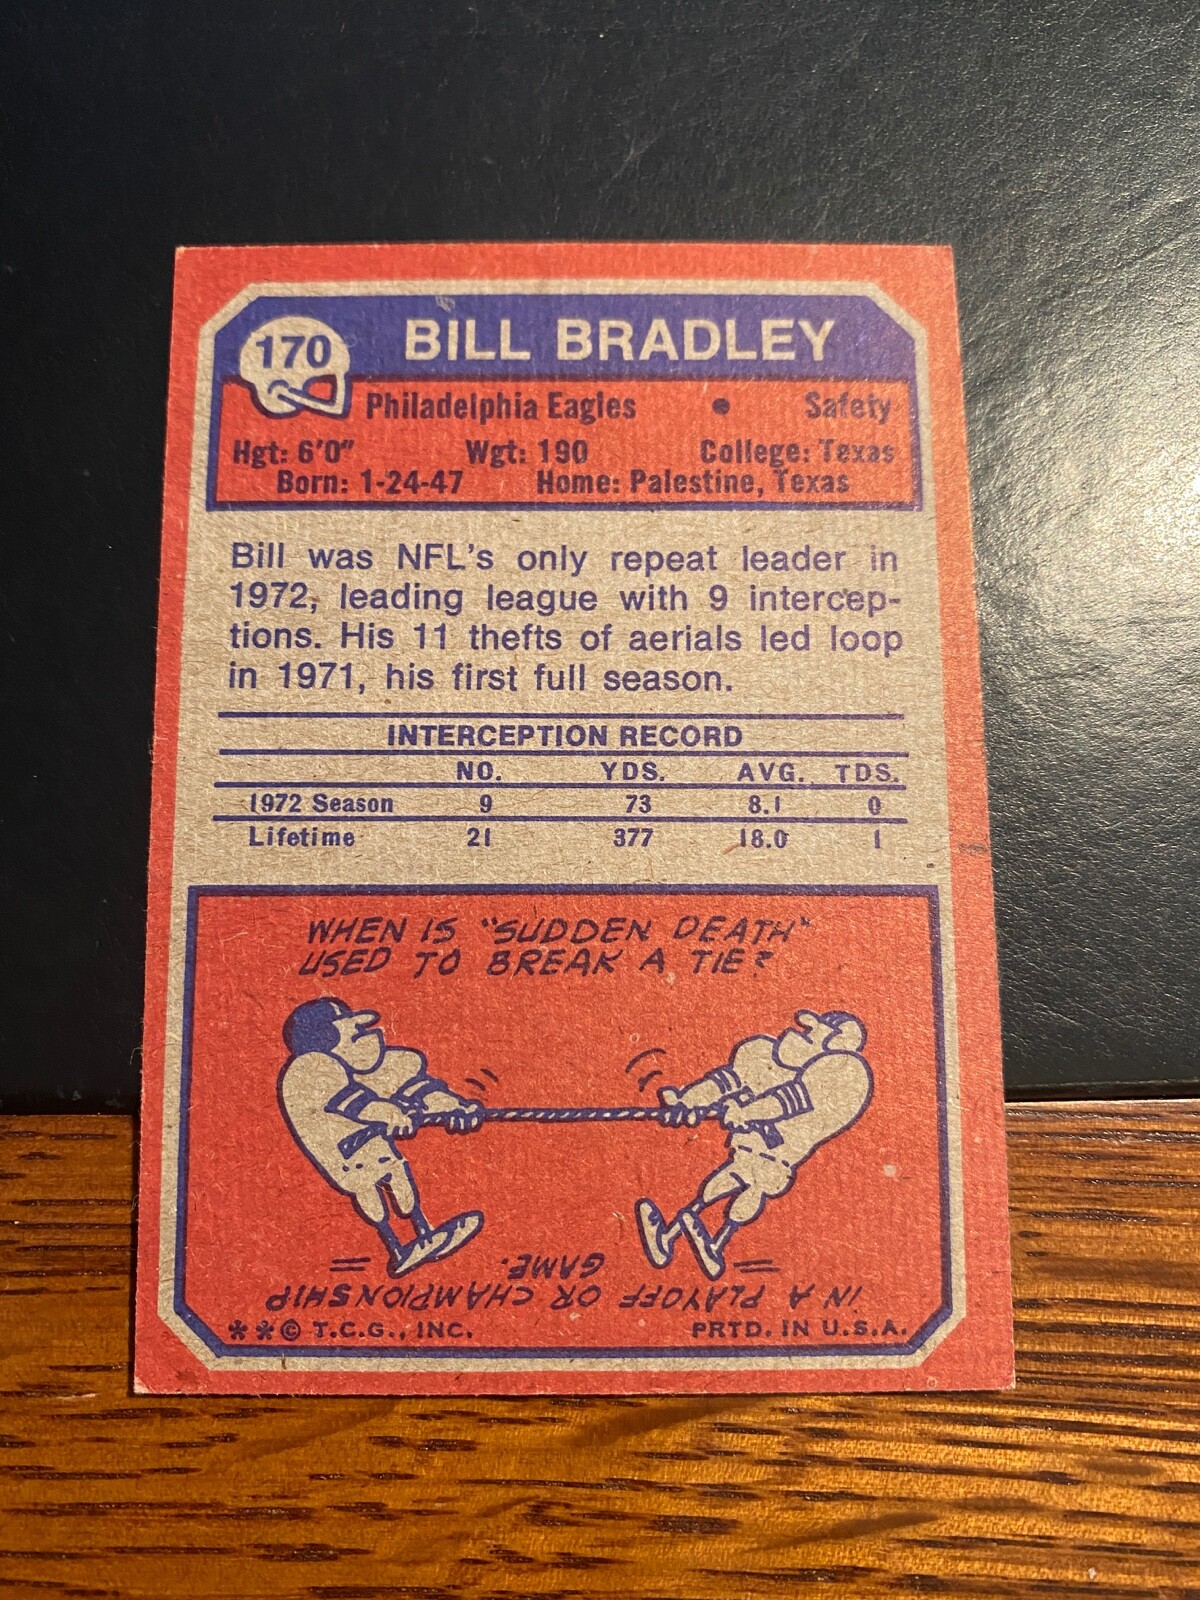 170
BILL BRADLEY
Philadelphia Eagles • Safety
Hgt: 6'0" Wgt: 190 College: Texas
Born: 1-24-47 Home: Palestine, Texas
Bill was NFL's only repeat leader in
1972, leading league with 9 intercep-
tions. His 11 thefts of aerials led loop
in 1971, his first full season.
INTERCEPTION RECORD
NO. YDS. AVG. TDS.
1972 Season 9 73 8.1 0
Lifetime 21 377 18.0 1
WHEN IS "SUDDEN DEATH"
USED TO BREAK A TIE?
IN A PLAYOFF OR CHAMPIONSHIP
GAME.
**© T.C.G., INC. PRTD. IN U.S.A.